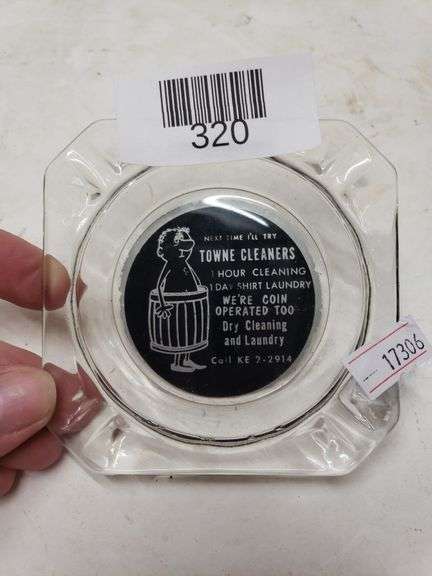 320
NEXT TIME I'LL TRY
TOWNE CLEANERS
1 HOUR CLEANING
1 DAY SHIRT LAUNDRY
WE'RE COIN
OPERATED TOO
Dry Cleaning
and Laundry
Call KE 2-2914
17306